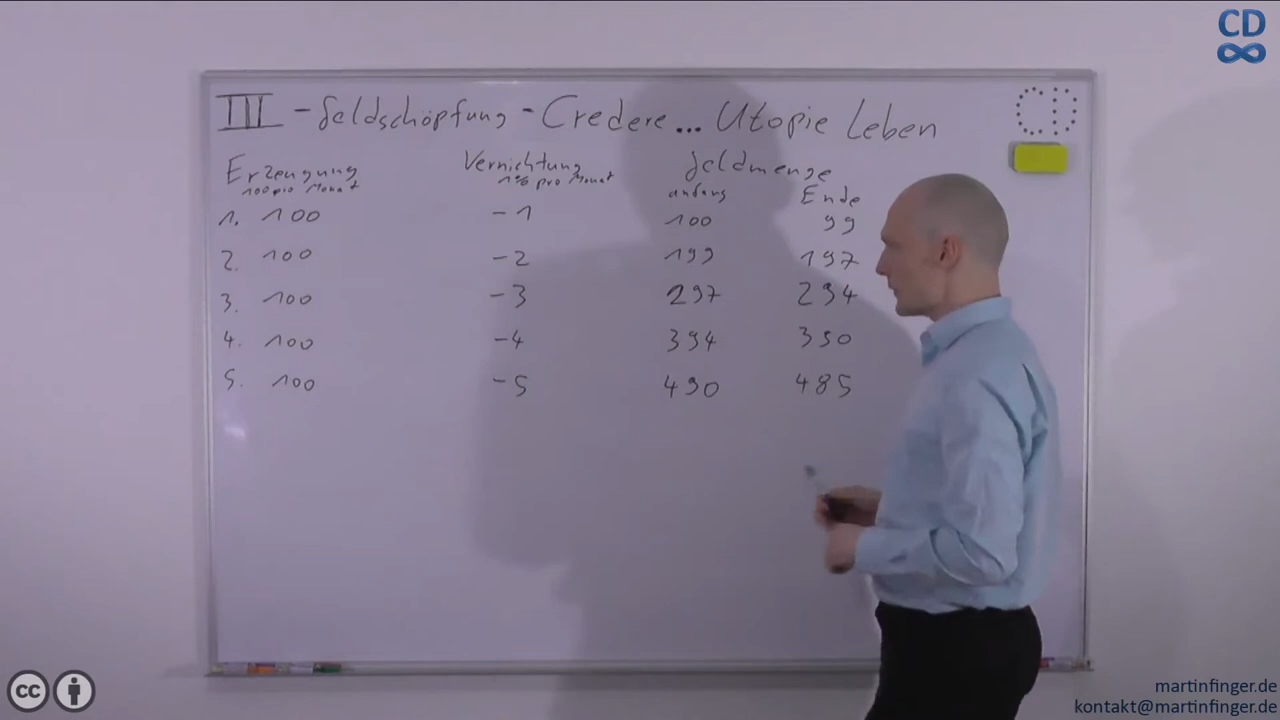 CD
III - Geldschöpfung - Credere... Utopie Leben
Erzeugung Vernichtung Geldmenge
100 pro Monat 1% pro Monat anfang Ende
1. 100 -1 100 99
2. 100 -2 199 197
3. 100 -3 297 294
4. 100 -4 394 390
5. 100 -5 490 485
cc
martinfinger.de
kontakt@martinfinger.de